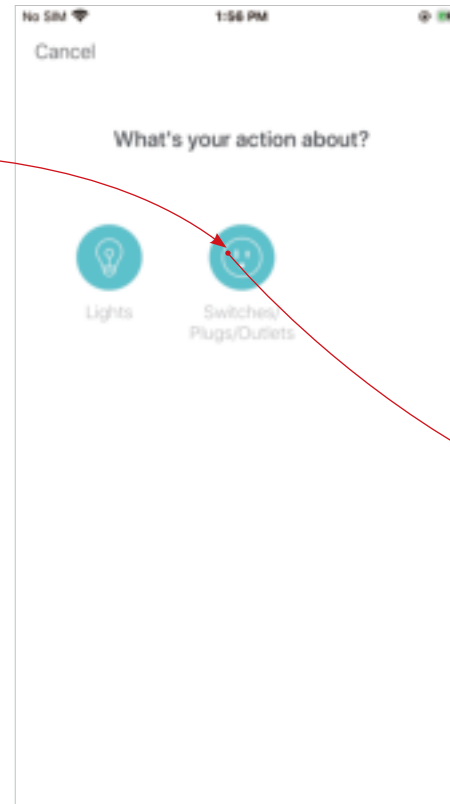 No SIM
1:56 PM
Cancel
What's your action about?
Lights
Switches/
Plugs/Outlets